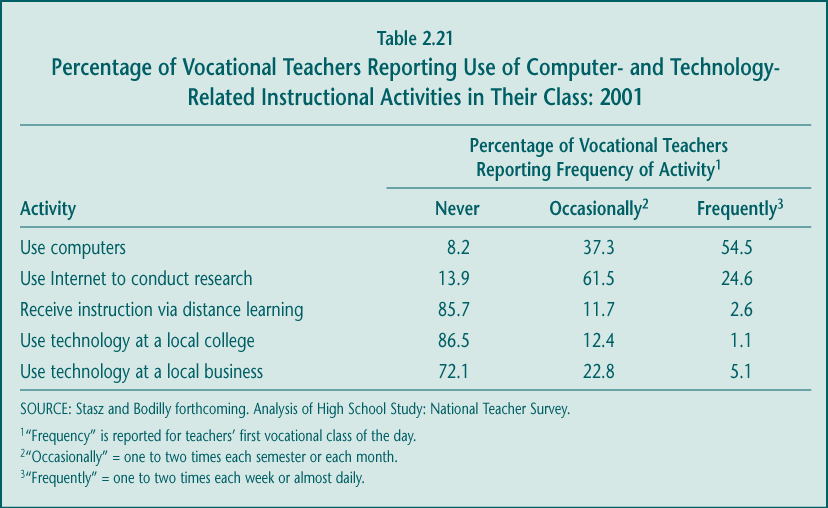 Table 2.21
Percentage of Vocational Teachers Reporting Use of Computer- and Technology-
Related Instructional Activities in Their Class: 2001
Percentage of Vocational Teachers
Reporting Frequency of Activity¹
Activity Never Occasionally² Frequently³
Use computers 8.2 37.3 54.5
Use Internet to conduct research 13.9 61.5 24.6
Receive instruction via distance learning 85.7 11.7 2.6
Use technology at a local college 86.5 12.4 1.1
Use technology at a local business 72.1 22.8 5.1
SOURCE: Stasz and Bodilly forthcoming. Analysis of High School Study: National Teacher Survey.
¹“Frequency” is reported for teachers’ first vocational class of the day.
²“Occasionally” = one to two times each semester or each month.
³“Frequently” = one to two times each week or almost daily.